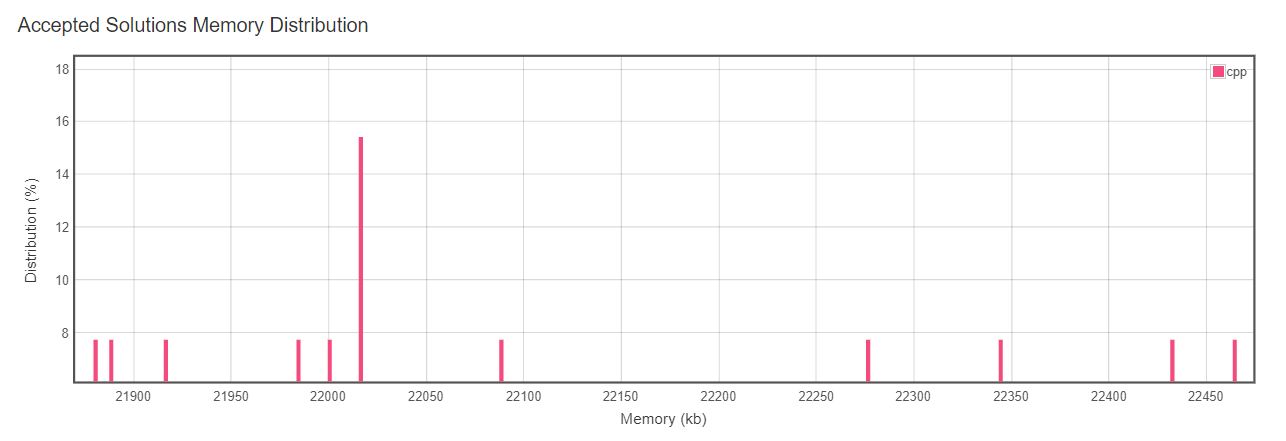 Accepted Solutions Memory Distribution
18
cpp
16
14
12
10
8
Distribution (%)
21900 21950 22000 22050 22100 22150 22200 22250 22300 22350 22400 22450
Memory (kb)